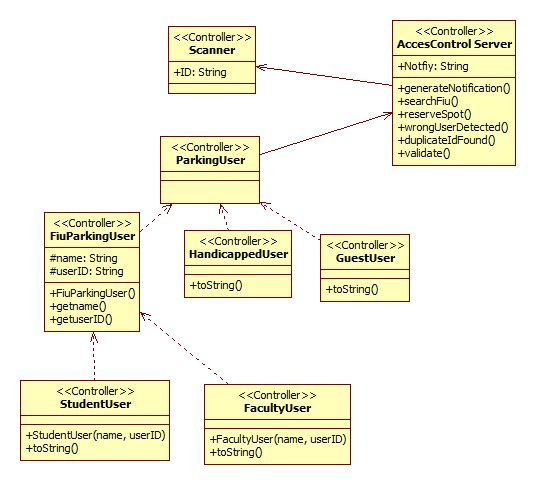 <<Controller>>
Scanner
+ID: String
<<Controller>>
AccesControl Server
+Notfiy: String
+generateNotification()
+searchFiu()
+reserveSpot()
+wrongUserDetected()
+duplicateIdFound()
+validate()
<<Controller>>
ParkingUser
<<Controller>>
FiuParkingUser
#name: String
#userID: String
+FiuParkingUser()
+getname()
+getuserID()
<<Controller>>
HandicappedUser
+toString()
<<Controller>>
GuestUser
+toString()
<<Controller>>
StudentUser
+StudentUser(name, userID)
+toString()
<<Controller>>
FacultyUser
+FacultyUser(name, userID)
+toString()